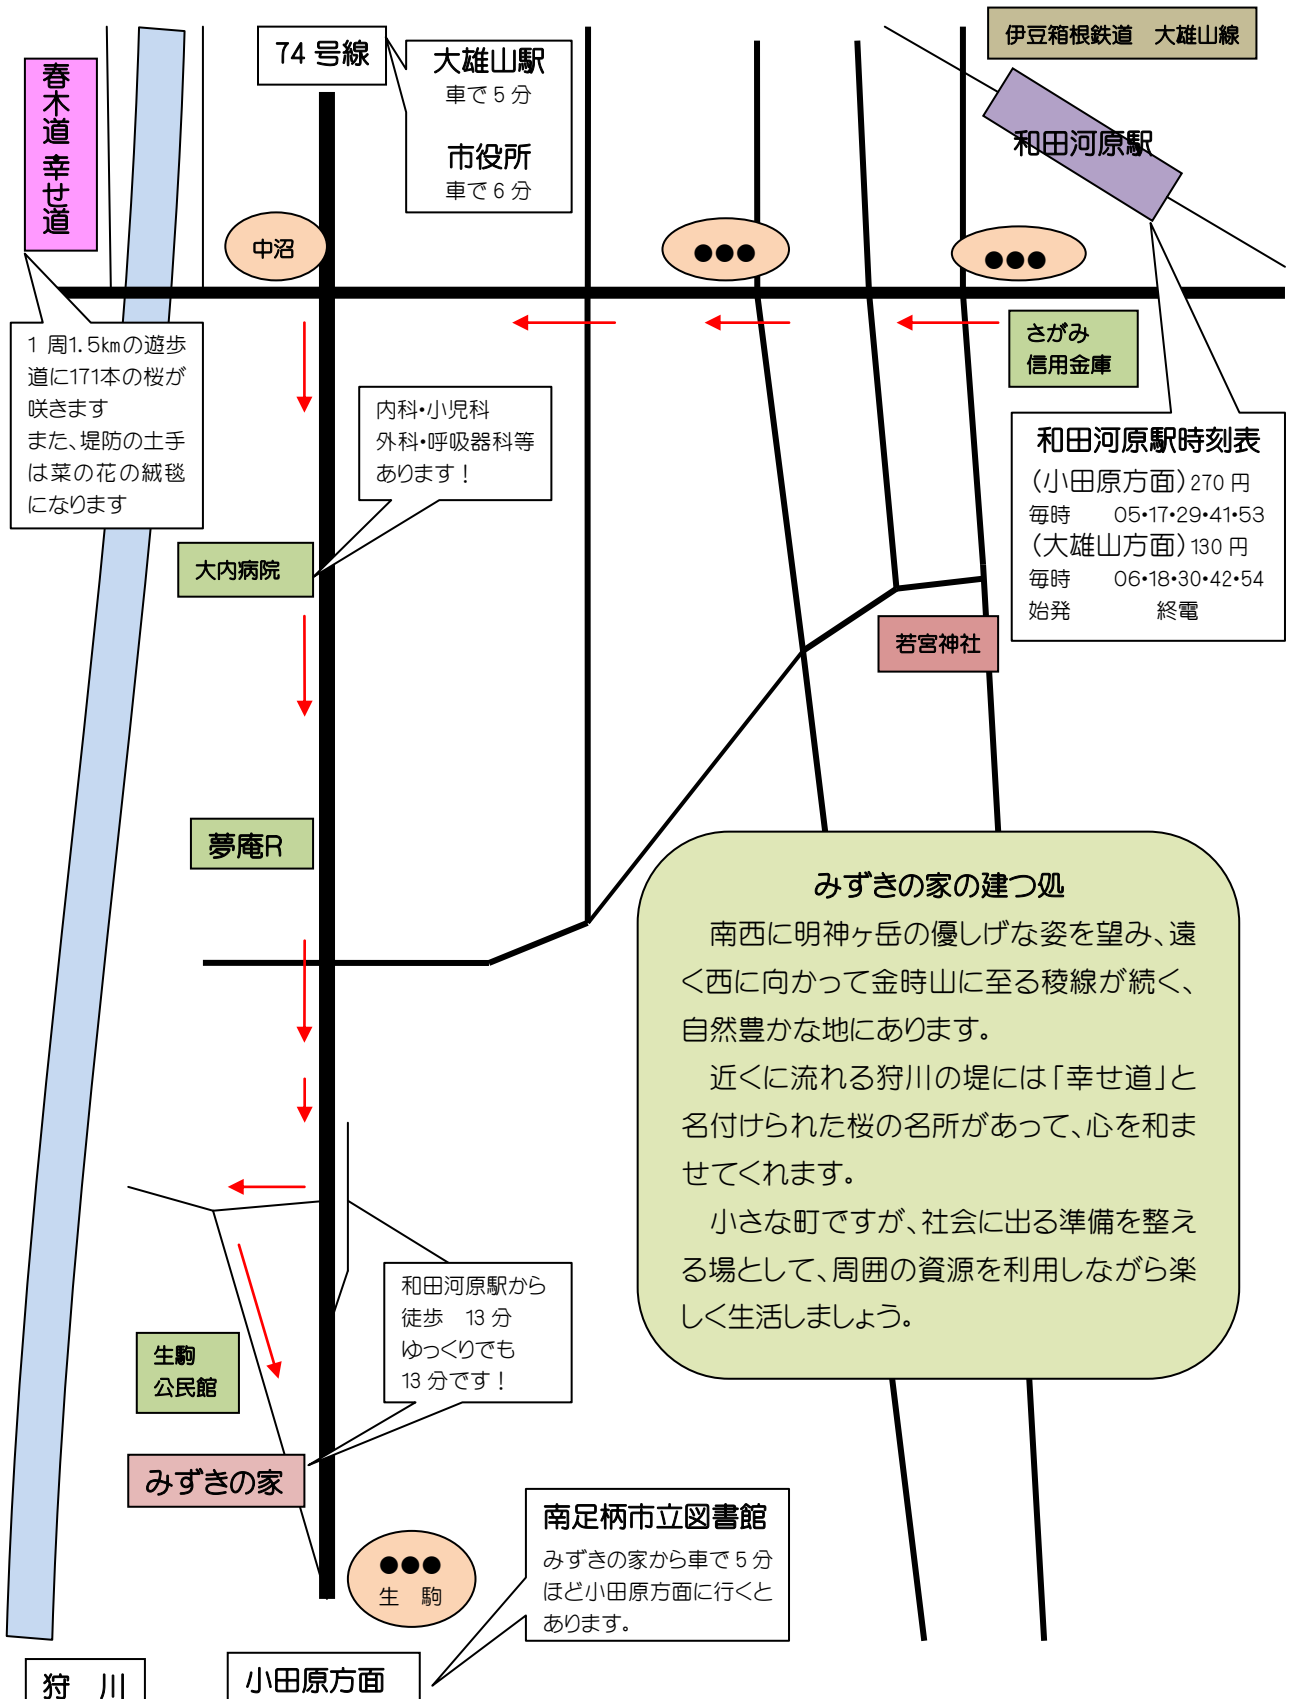 伊豆箱根鉄道　大雄山線
74 号線
大雄山駅
車で 5 分
市役所
車で 6 分
春木道 幸せ道
和田河原駅
中沼
●●●
●●●
さがみ
信用金庫
1 周1.5㎞の遊歩
道に171本の桜が
咲きます
また、堤防の土手
は菜の花の絨毯
になります
内科・小児科
外科・呼吸器科等
あります！
和田河原駅時刻表
（小田原方面）270 円
毎時　05・17・29・41・53
（大雄山方面）130 円
毎時　06・18・30・42・54
始発　　　　終電
大内病院
若宮神社
夢庵R
みずきの家の建つ処
南西に明神ヶ岳の優しげな姿を望み、遠
く西に向かって金時山に至る稜線が続く、
自然豊かな地にあります。
近くに流れる狩川の堤には「幸せ道」と
名付けられた桜の名所があって、心を和ま
せてくれます。
小さな町ですが、社会に出る準備を整え
る場として、周囲の資源を利用しながら楽
しく生活しましょう。
和田河原駅から
徒歩　13 分
ゆっくりでも
13 分です！
生駒
公民館
みずきの家
南足柄市立図書館
みずきの家から車で 5 分
ほど小田原方面に行くと
あります。
●●●
生　駒
狩　川
小田原方面